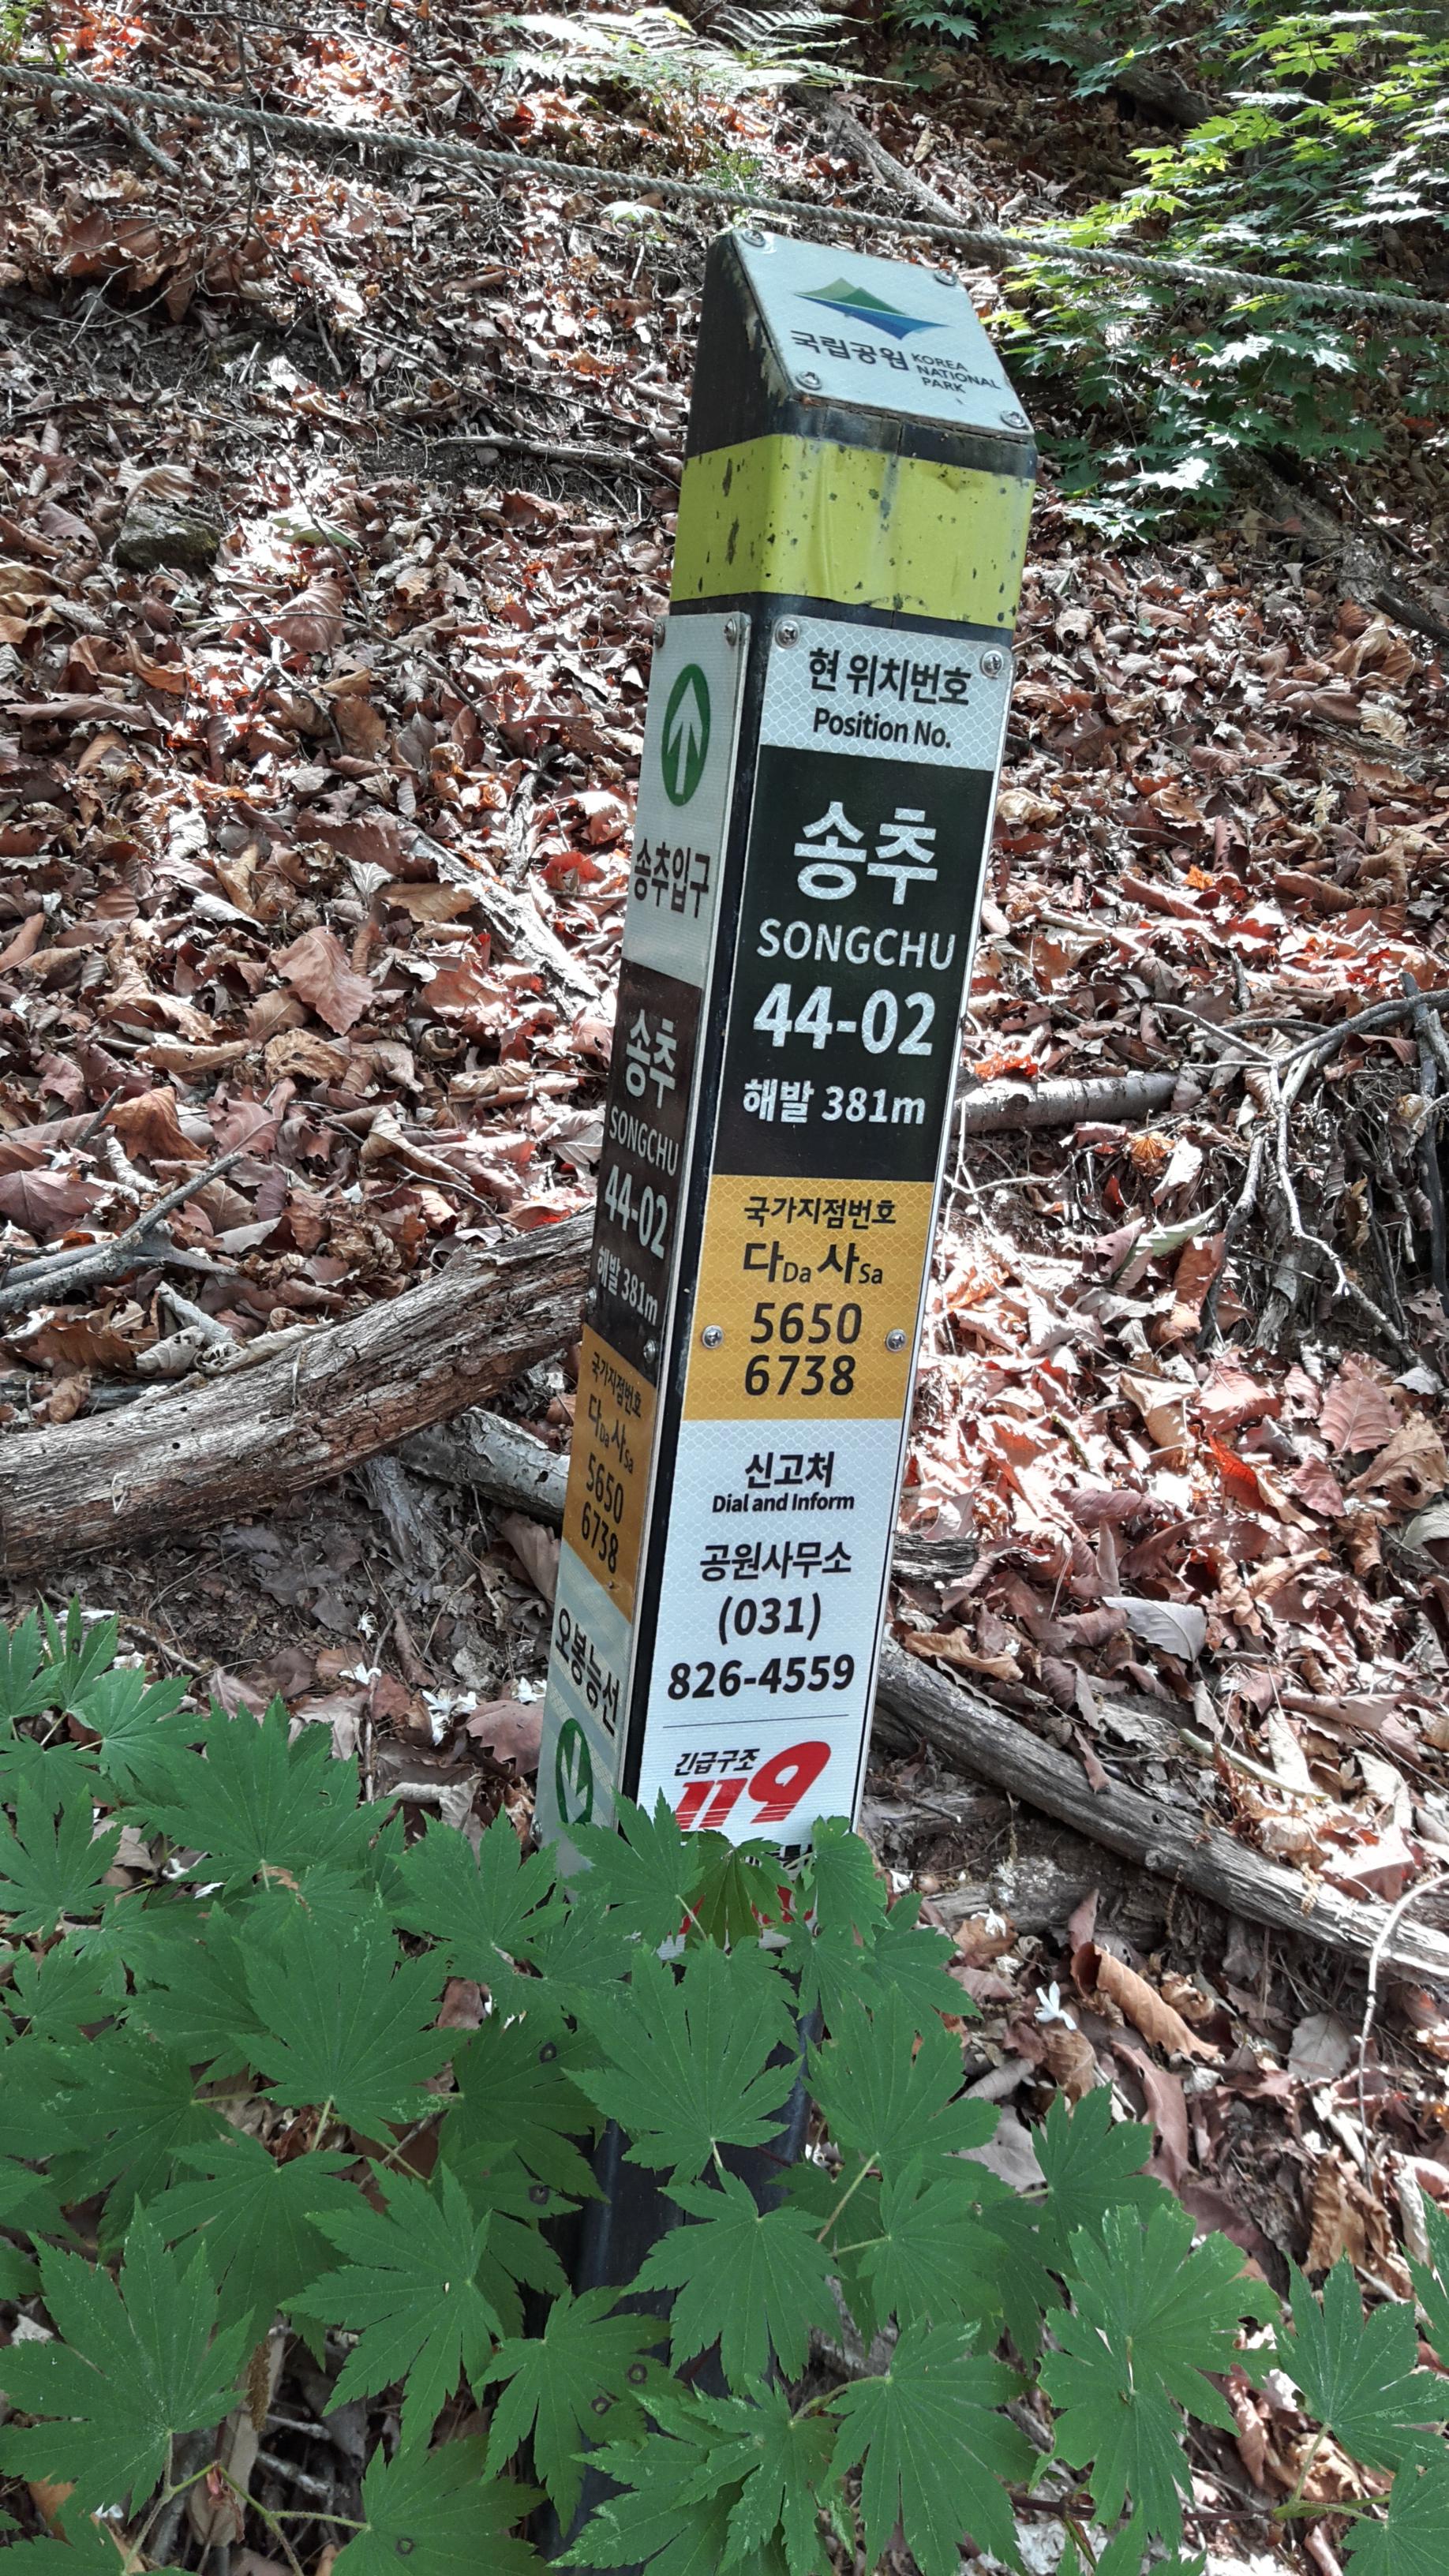 국립공원 KOREA
NATIONAL
PARK
현 위치번호
Position No.
송추
SONGCHU
44-02
해발 381m
국가지점번호
다Da 사Sa
5650
6738
신고처
Dial and Inform
공원사무소
(031)
826-4559
긴급구조
119
송추입구
송추
SONGCHU
44-02
해발 381m
국가지점번호
다Da 사Sa
5650
6738
오봉능선